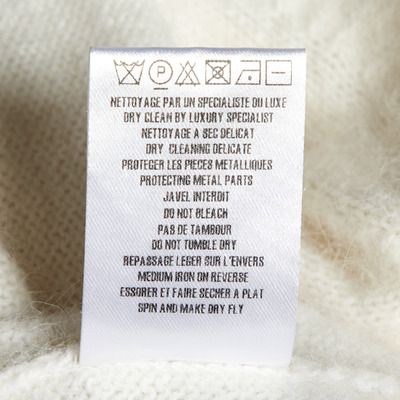 P
NETTOYAGE PAR UN SPECIALISTE DU LUXE
DRY CLEAN BY LUXURY SPECIALIST
NETTOYAGE A SEC DELICAT
DRY CLEANING DELICATE
PROTEGER LES PIECES METALLIQUES
PROTECTING METAL PARTS
JAVEL INTERDIT
DO NOT BLEACH
PAS DE TAMBOUR
DO NOT TUMBLE DRY
REPASSAGE LEGER SUR L'ENVERS
MEDIUM IRON ON REVERSE
ESSORER ET FAIRE SECHER A PLAT
SPIN AND MAKE DRY FLY